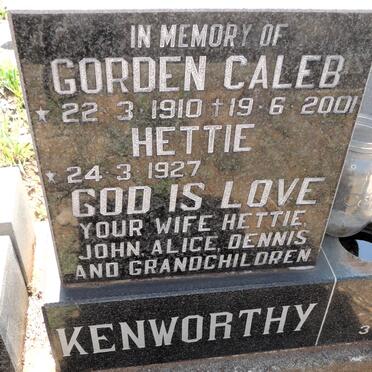 IN MEMORY OF
GORDEN CALEB
* 22-3-1910 † 19-6-2001
HETTIE
* 24-3-1927
GOD IS LOVE
YOUR WIFE HETTIE,
JOHN, ALICE, DENNIS
AND GRANDCHILDREN
KENWORTHY
3